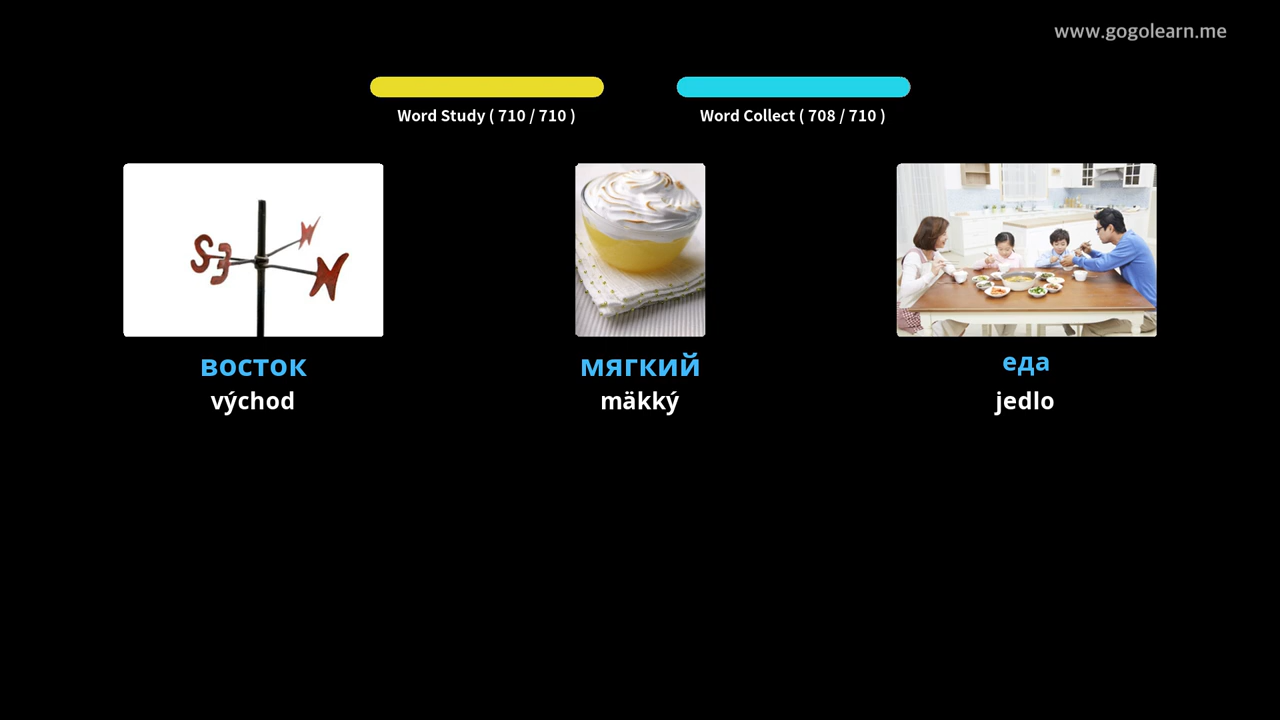 www.gogolearn.me
Word Study ( 710 / 710 )
Word Collect ( 708 / 710 )
восток
мягкий
еда
východ
mäkký
jedlo